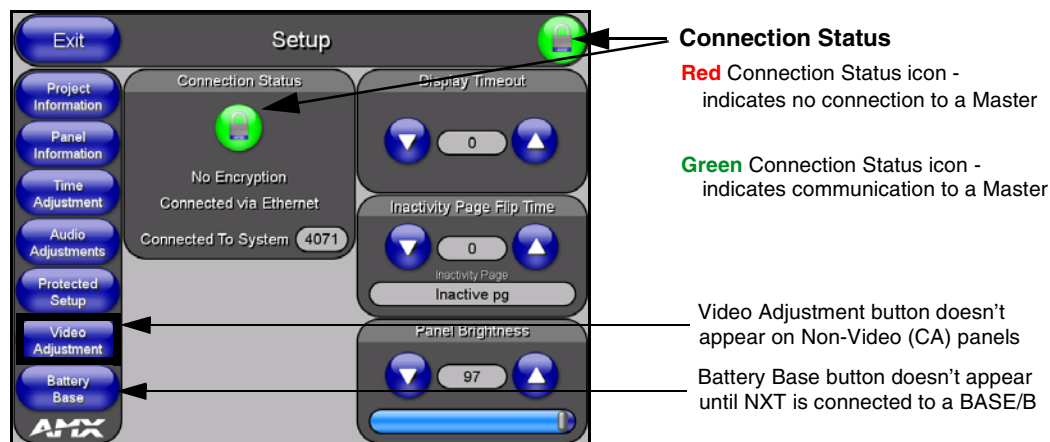 Exit
Setup
Project
Information
Panel
Information
Time
Adjustment
Audio
Adjustments
Protected
Setup
Video
Adjustment
Battery
Base
AMX
Connection Status
No Encryption
Connected via Ethernet
Connected To System 4071
Display Timeout
0
Inactivity Page Flip Time
0
Inactivity Page
Inactive pg
Panel Brightness
97
Connection Status
Red Connection Status icon -
indicates no connection to a Master
Green Connection Status icon -
indicates communication to a Master
Video Adjustment button doesn’t
appear on Non-Video (CA) panels
Battery Base button doesn’t appear
until NXT is connected to a BASE/B